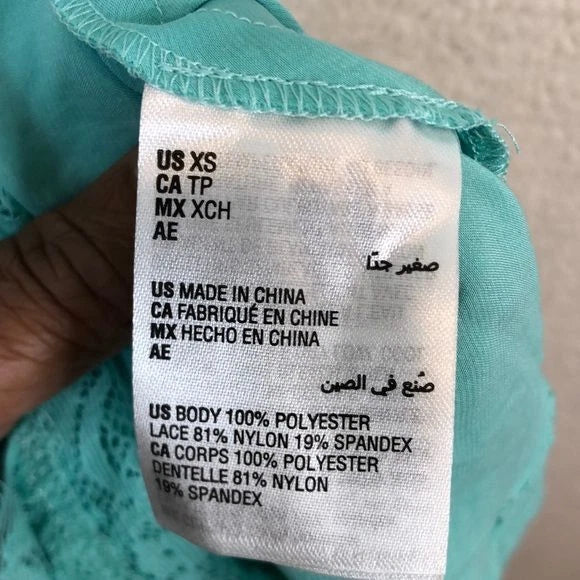 US XS
CA TP
MX XCH
AE
صغير جدًا
US MADE IN CHINA
CA FABRIQUÉ EN CHINE
MX HECHO EN CHINA
AE
صُنع في الصين
US BODY 100% POLYESTER
LACE 81% NYLON 19% SPANDEX
CA CORPS 100% POLYESTER
DENTELLE 81% NYLON
19% SPANDEX